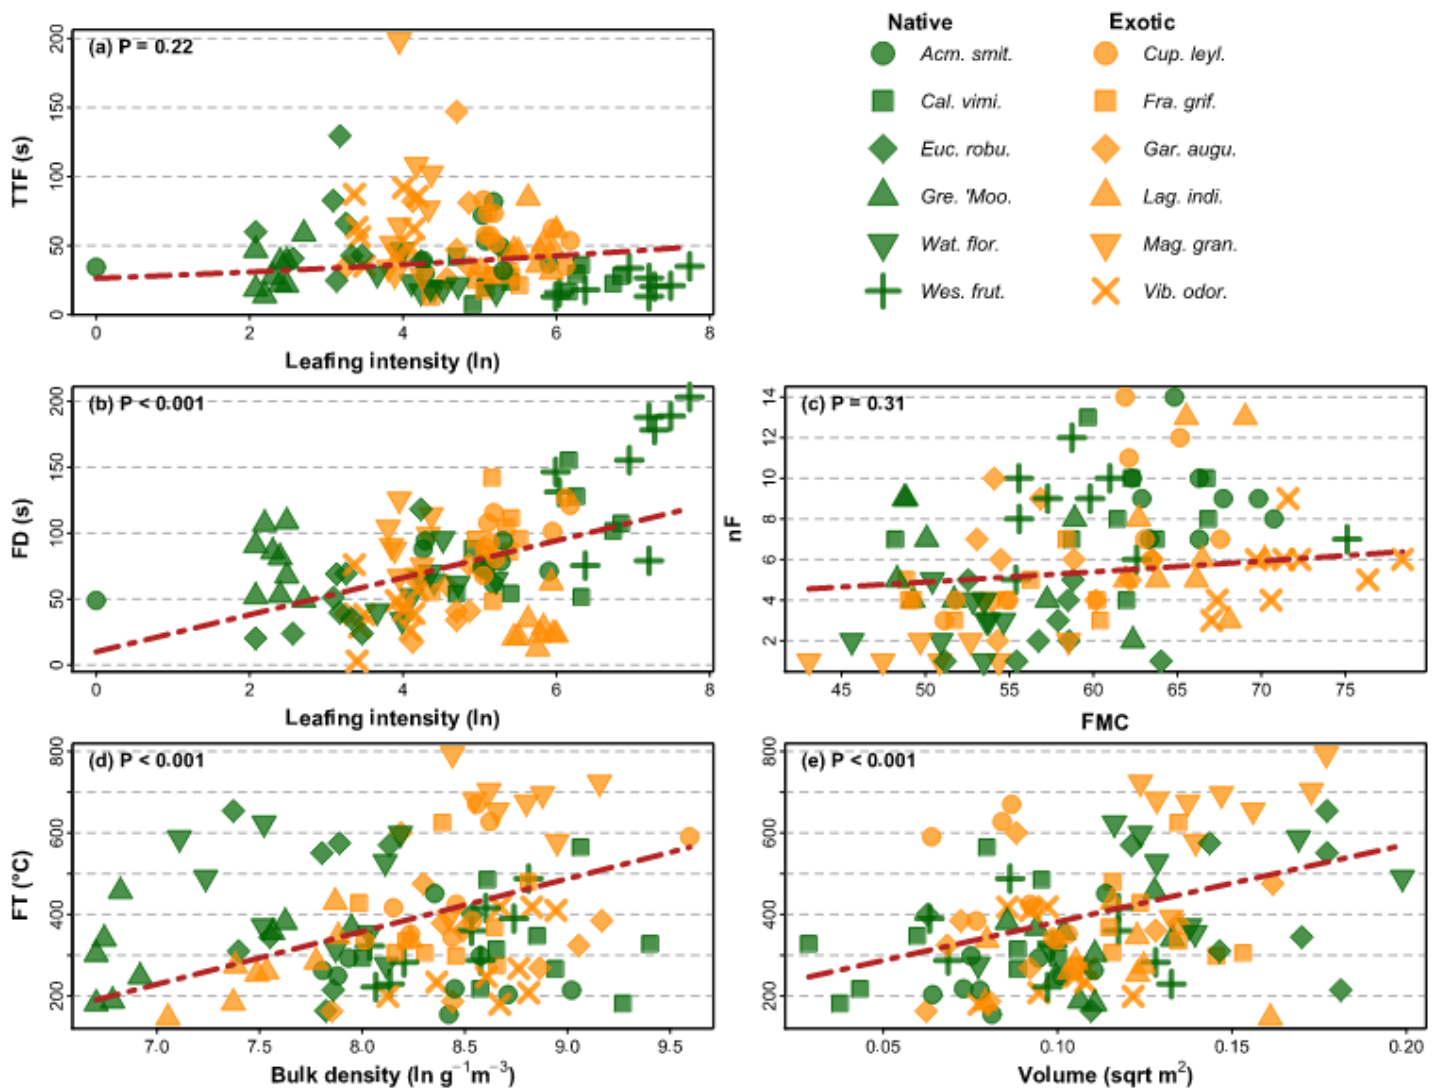 Native Exotic
Acm. smit. Cup. leyl.
Cal. vimi. Fra. grif.
Euc. robu. Gar. augu.
Gre. 'Moo. Lag. indi.
Wat. flor. Mag. gran.
Wes. frut. Vib. odor.
(a) P = 0.22
TTF (s)
0 50 100 150 200
0 2 4 6 8
Leafing intensity (ln)
(b) P < 0.001
FD (s)
0 50 100 150 200
0 2 4 6 8
Leafing intensity (ln)
(c) P = 0.31
nF
2 4 6 8 10 12 14
45 50 55 60 65 70 75
FMC
(d) P < 0.001
FT (°C)
200 400 600 800
7.0 7.5 8.0 8.5 9.0 9.5
Bulk density (ln g⁻¹m⁻³)
(e) P < 0.001
200 400 600 800
0.05 0.10 0.15 0.20
Volume (sqrt m²)